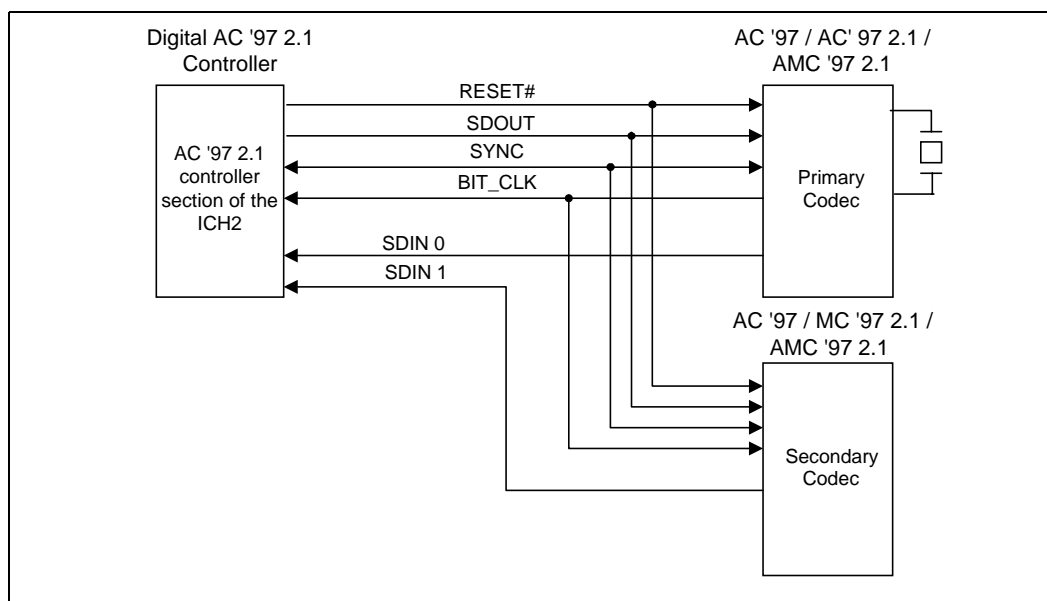 Digital AC '97 2.1
Controller
AC '97 / AC' 97 2.1 /
AMC '97 2.1
RESET#
SDOUT
SYNC
BIT_CLK
SDIN 0
SDIN 1
AC '97 2.1
controller
section of the
ICH2
Primary
Codec
AC '97 / MC '97 2.1 /
AMC '97 2.1
Secondary
Codec